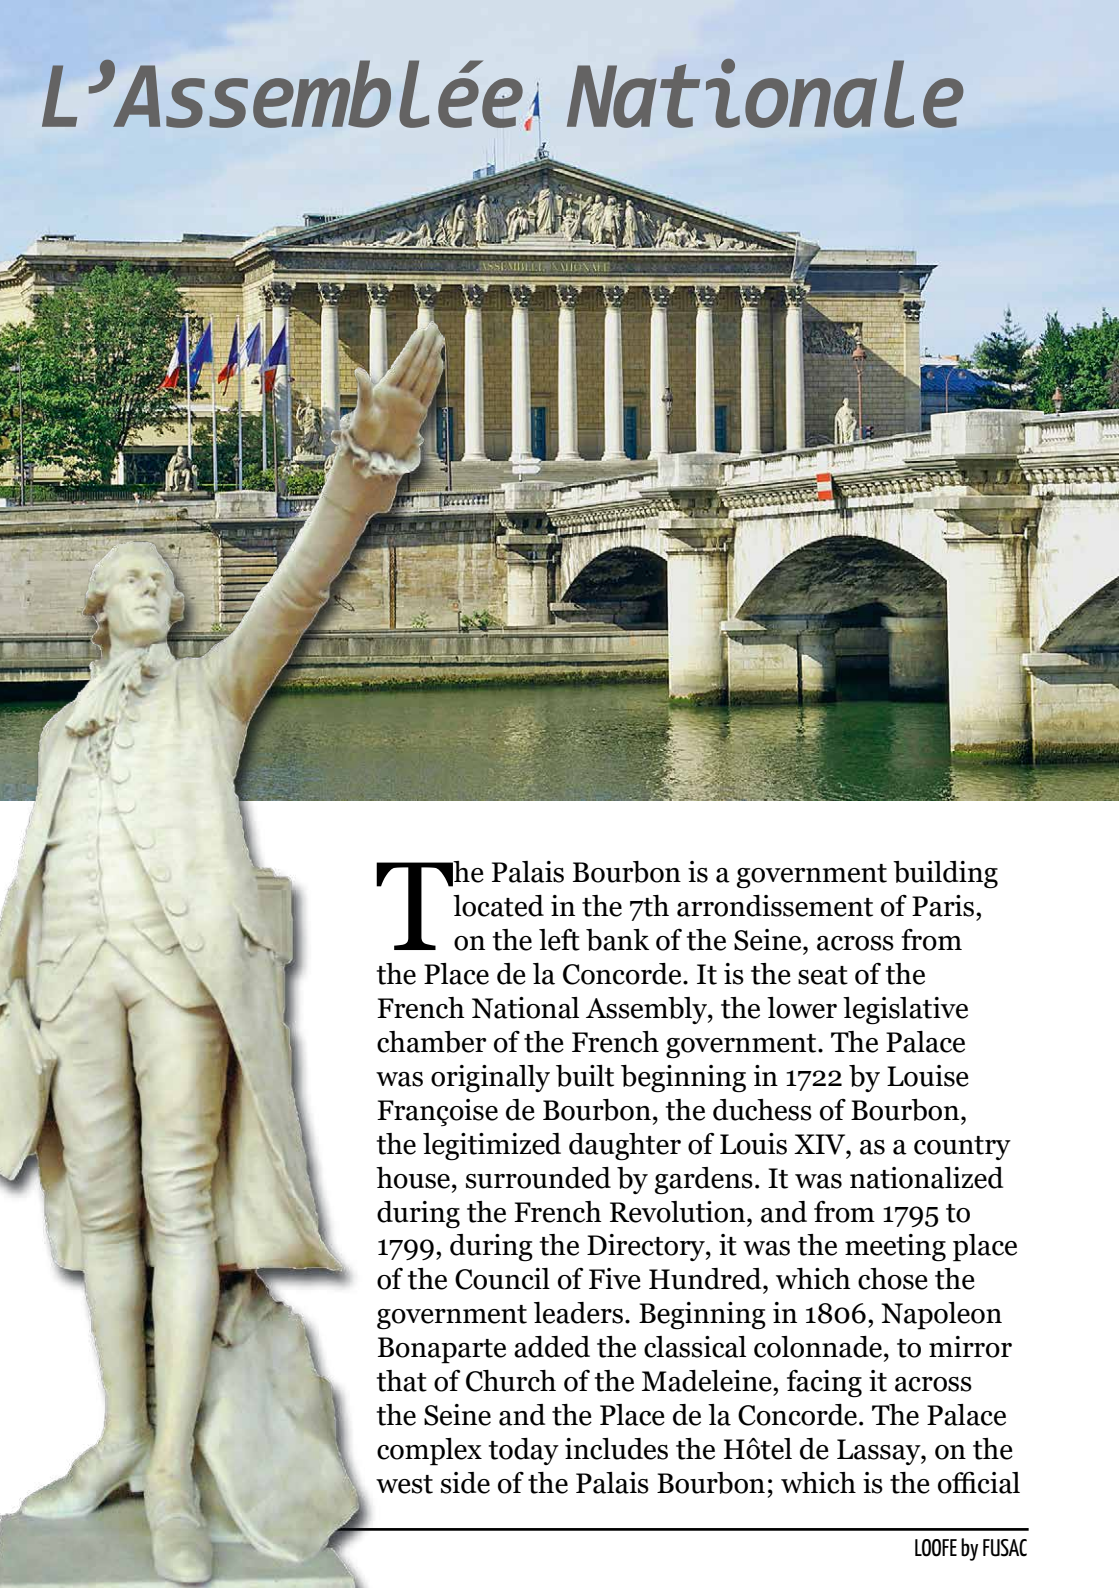 L'Assemblée Nationale
ASSEMBLEE NATIONALE
The Palais Bourbon is a government building
located in the 7th arrondissement of Paris,
on the left bank of the Seine, across from
the Place de la Concorde. It is the seat of the
French National Assembly, the lower legislative
chamber of the French government. The Palace
was originally built beginning in 1722 by Louise
Françoise de Bourbon, the duchess of Bourbon,
the legitimized daughter of Louis XIV, as a country
house, surrounded by gardens. It was nationalized
during the French Revolution, and from 1795 to
1799, during the Directory, it was the meeting place
of the Council of Five Hundred, which chose the
government leaders. Beginning in 1806, Napoleon
Bonaparte added the classical colonnade, to mirror
that of Church of the Madeleine, facing it across
the Seine and the Place de la Concorde. The Palace
complex today includes the Hôtel de Lassay, on the
west side of the Palais Bourbon; which is the official
LOOFE by FUSAC